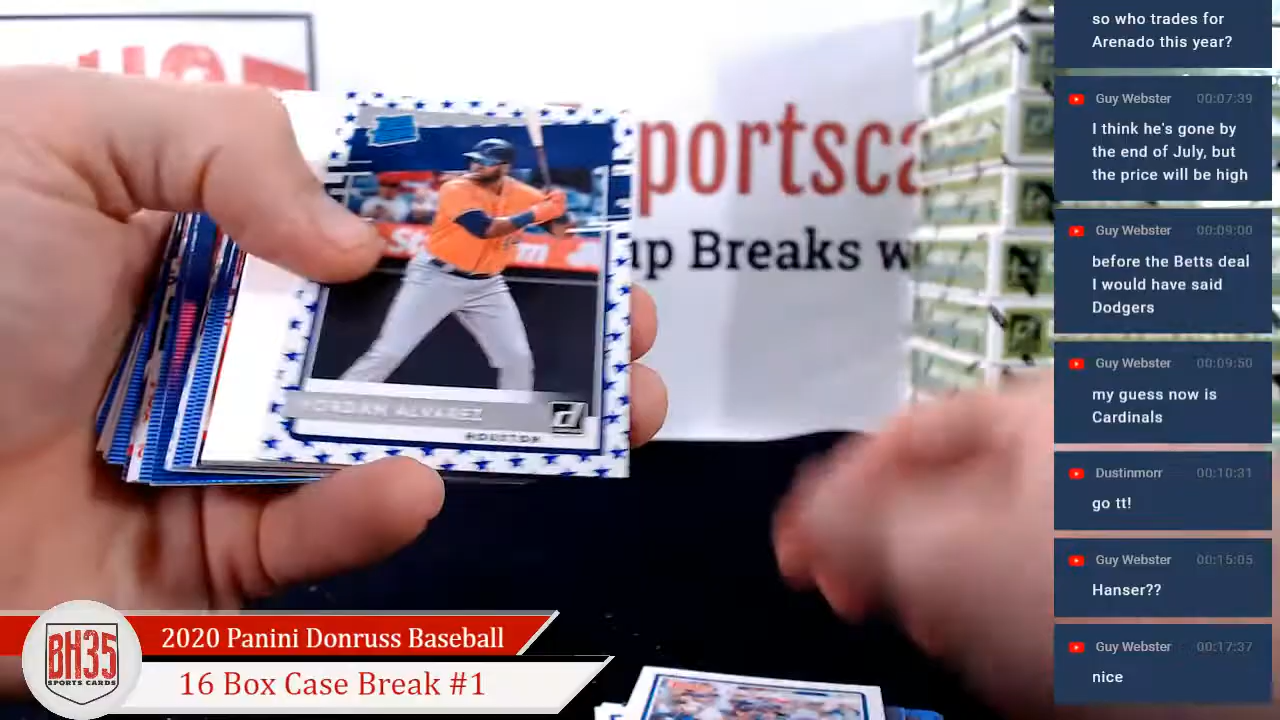 so who trades for
Arenado this year?
Guy Webster 00:07:39
I think he's gone by
the end of July, but
the price will be high
Guy Webster 00:09:00
before the Betts deal
I would have said
Dodgers
Guy Webster 00:09:50
my guess now is
Cardinals
Dustinmorr 00:10:31
go tt!
Guy Webster 00:15:05
Hanser??
Guy Webster 00:17:37
nice
portsca
up Breaks w
YORDAN ALVAREZ
HOUSTON
d
BH35
SPORTS CARDS
2020 Panini Donruss Baseball
16 Box Case Break #1